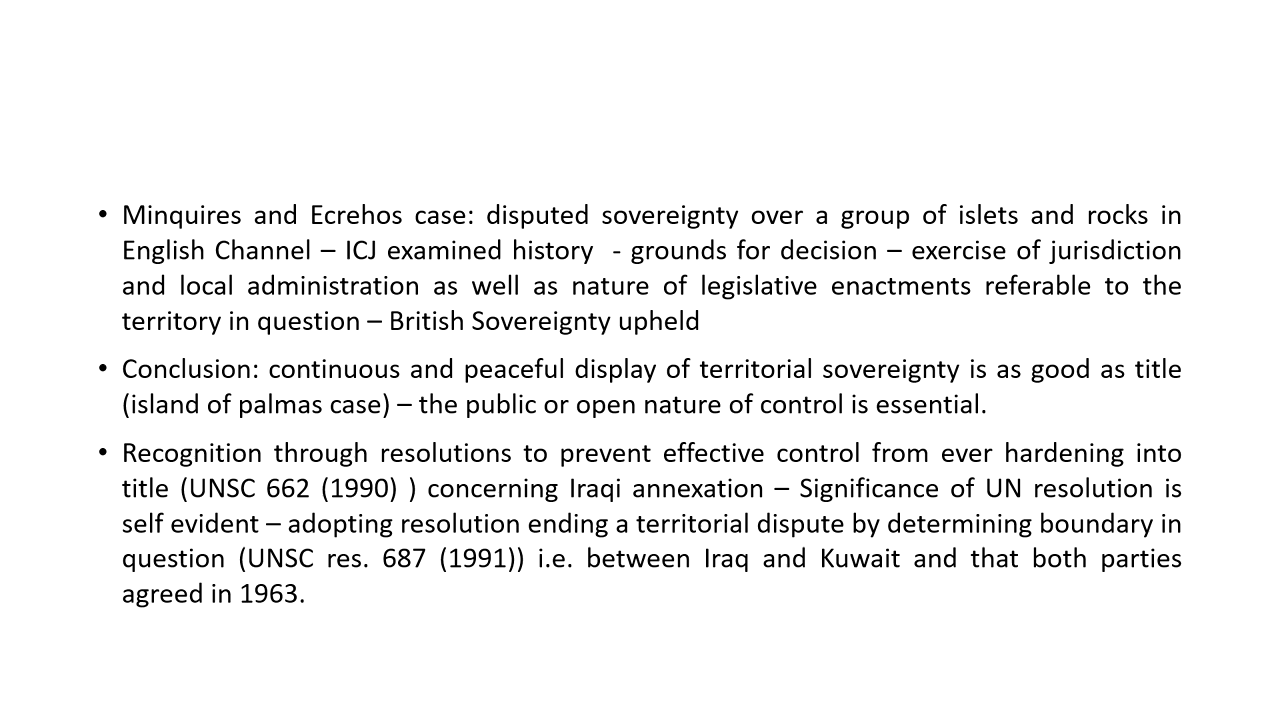 • Minquires and Ecrehos case: disputed sovereignty over a group of islets and rocks in
English Channel – ICJ examined history  - grounds for decision – exercise of jurisdiction
and local administration as well as nature of legislative enactments referable to the
territory in question – British Sovereignty upheld
• Conclusion: continuous and peaceful display of territorial sovereignty is as good as title
(island of palmas case) – the public or open nature of control is essential.
• Recognition through resolutions to prevent effective control from ever hardening into
title (UNSC 662 (1990) ) concerning Iraqi annexation – Significance of UN resolution is
self evident – adopting resolution ending a territorial dispute by determining boundary in
question (UNSC res. 687 (1991)) i.e. between Iraq and Kuwait and that both parties
agreed in 1963.